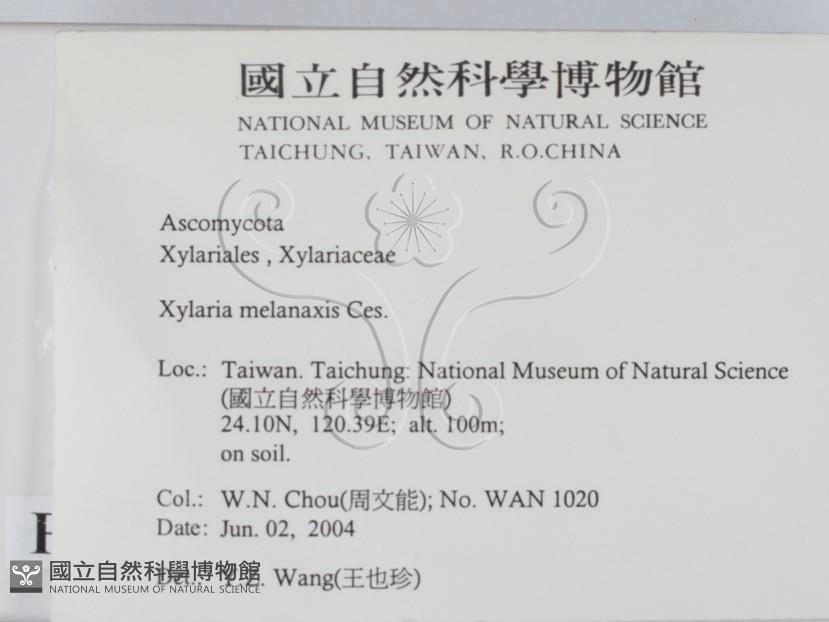 國立自然科學博物館
NATIONAL MUSEUM OF NATURAL SCIENCE
TAICHUNG, TAIWAN, R.O.CHINA
Ascomycota
Xylariales , Xylariaceae
Xylaria melanaxis Ces.
Loc.: Taiwan. Taichung: National Museum of Natural Science
(國立自然科學博物館)
24.10N, 120.39E; alt. 100m;
on soil.
Col.: W.N. Chou(周文能); No. WAN 1020
Date: Jun. 02, 2004
Wang(王也珍)
國立自然科學博物館
NATIONAL MUSEUM OF NATURAL SCIENCE